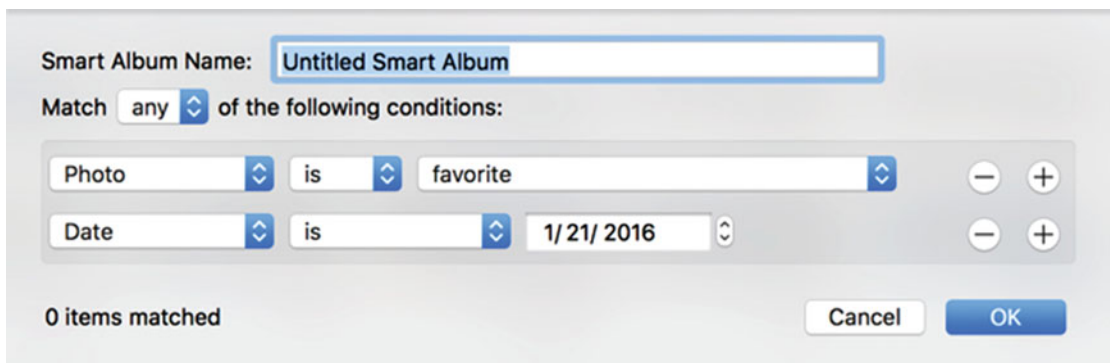 Smart Album Name: Untitled Smart Album
Match any of the following conditions:
Photo is favorite
Date is 1/21/2016
0 items matched Cancel OK